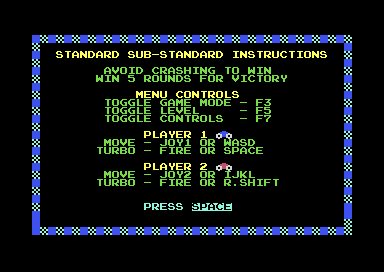 STANDARD SUB-STANDARD INSTRUCTIONS
AVOID CRASHING TO WIN
WIN 5 ROUNDS FOR VICTORY
MENU CONTROLS
TOGGLE GAME MODE - F3
TOGGLE LEVEL - F5
TOGGLE CONTROLS - F7
PLAYER 1
MOVE - JOY1 OR WASD
TURBO - FIRE OR SPACE
PLAYER 2
MOVE - JOY2 OR IJKL
TURBO - FIRE OR R.SHIFT
PRESS SPACE